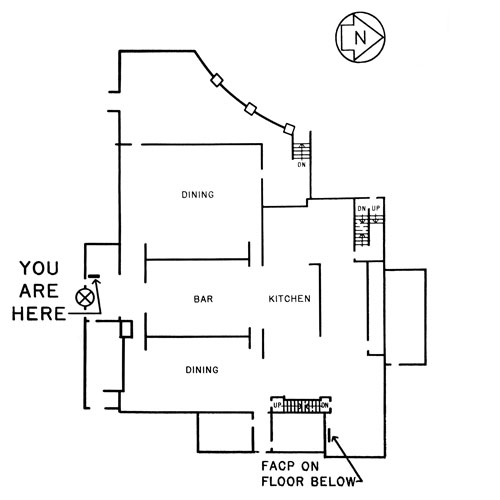 N
DN
DINING
DN UP
YOU
ARE
HERE
BAR
KITCHEN
DINING
UP DN
FACP ON
FLOOR BELOW